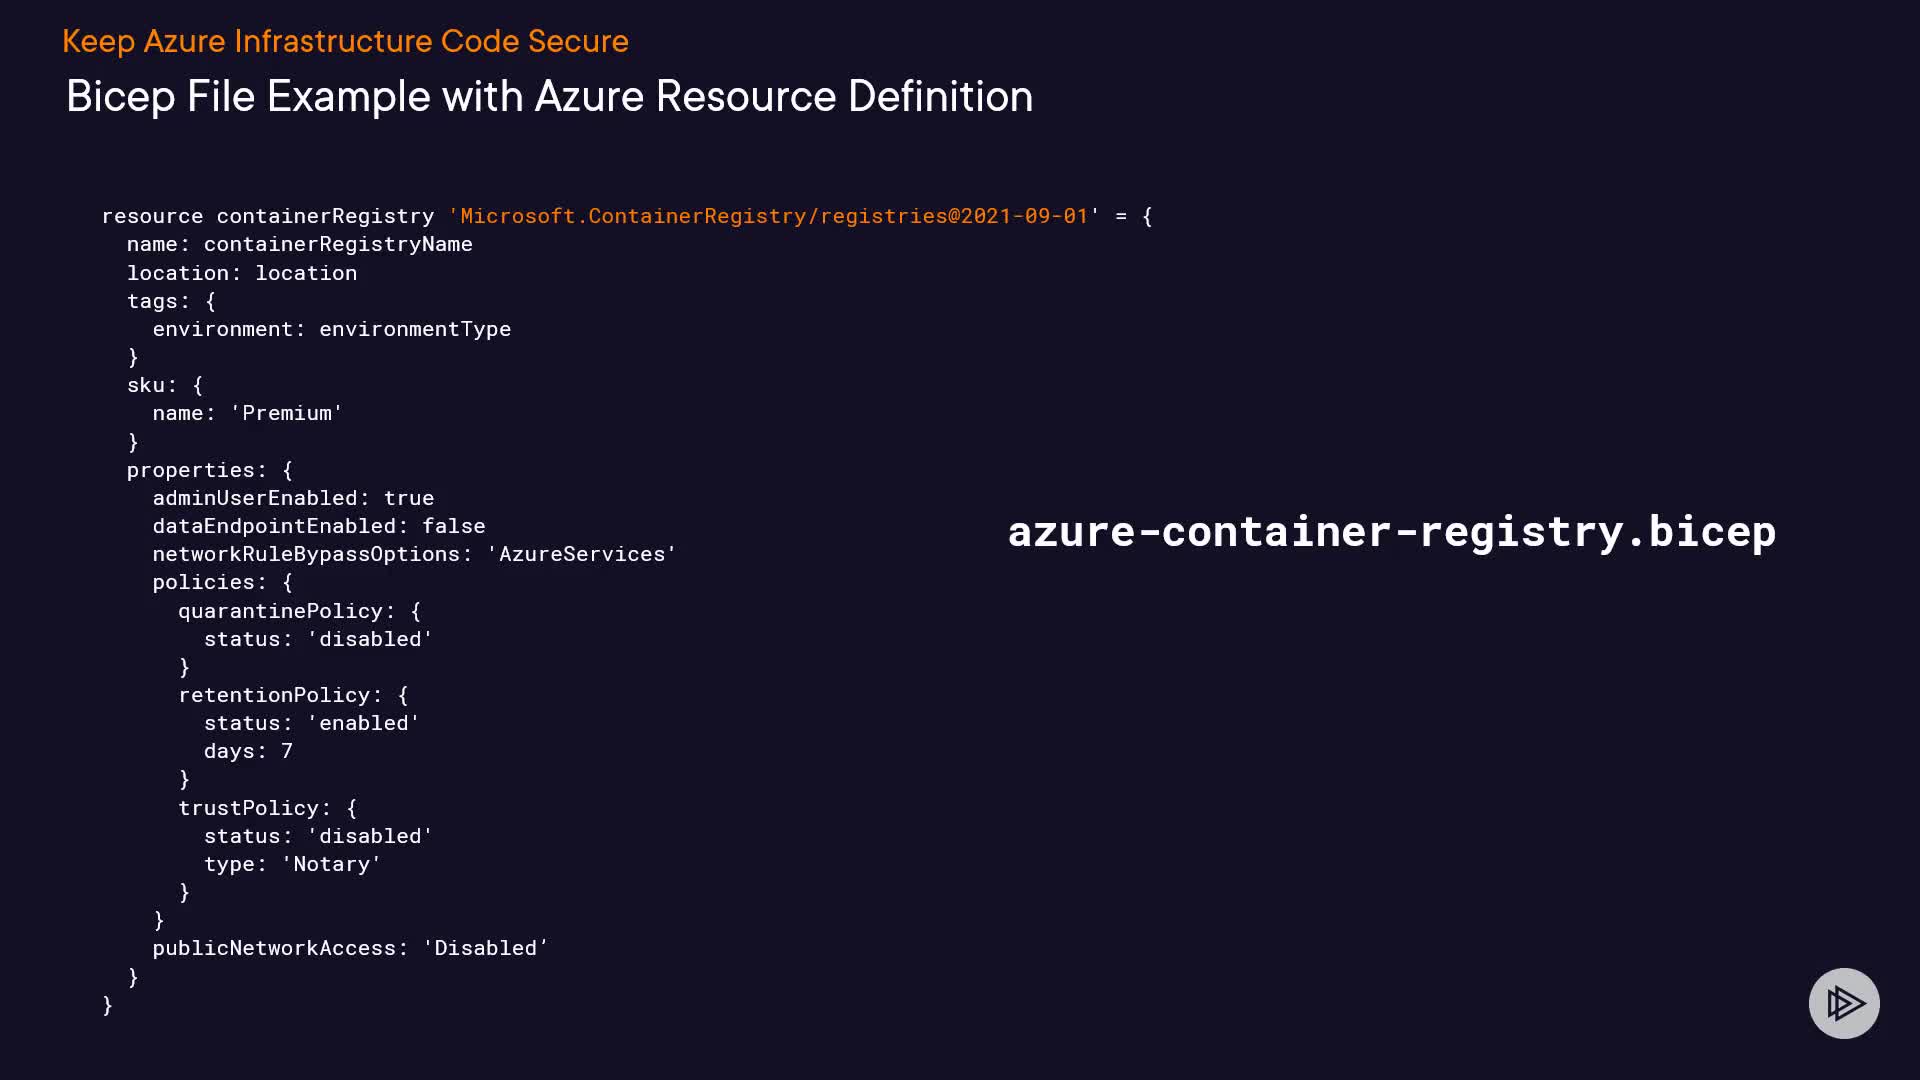 Keep Azure Infrastructure Code Secure
Bicep File Example with Azure Resource Definition
resource containerRegistry 'Microsoft.ContainerRegistry/registries@2021-09-01' = {
  name: containerRegistryName
  location: location
  tags: {
    environment: environmentType
  }
  sku: {
    name: 'Premium'
  }
  properties: {
    adminUserEnabled: true
    dataEndpointEnabled: false
    networkRuleBypassOptions: 'AzureServices'
    policies: {
      quarantinePolicy: {
        status: 'disabled'
      }
      retentionPolicy: {
        status: 'enabled'
        days: 7
      }
      trustPolicy: {
        status: 'disabled'
        type: 'Notary'
      }
    }
    publicNetworkAccess: 'Disabled’
  }
}
azure-container-registry.bicep